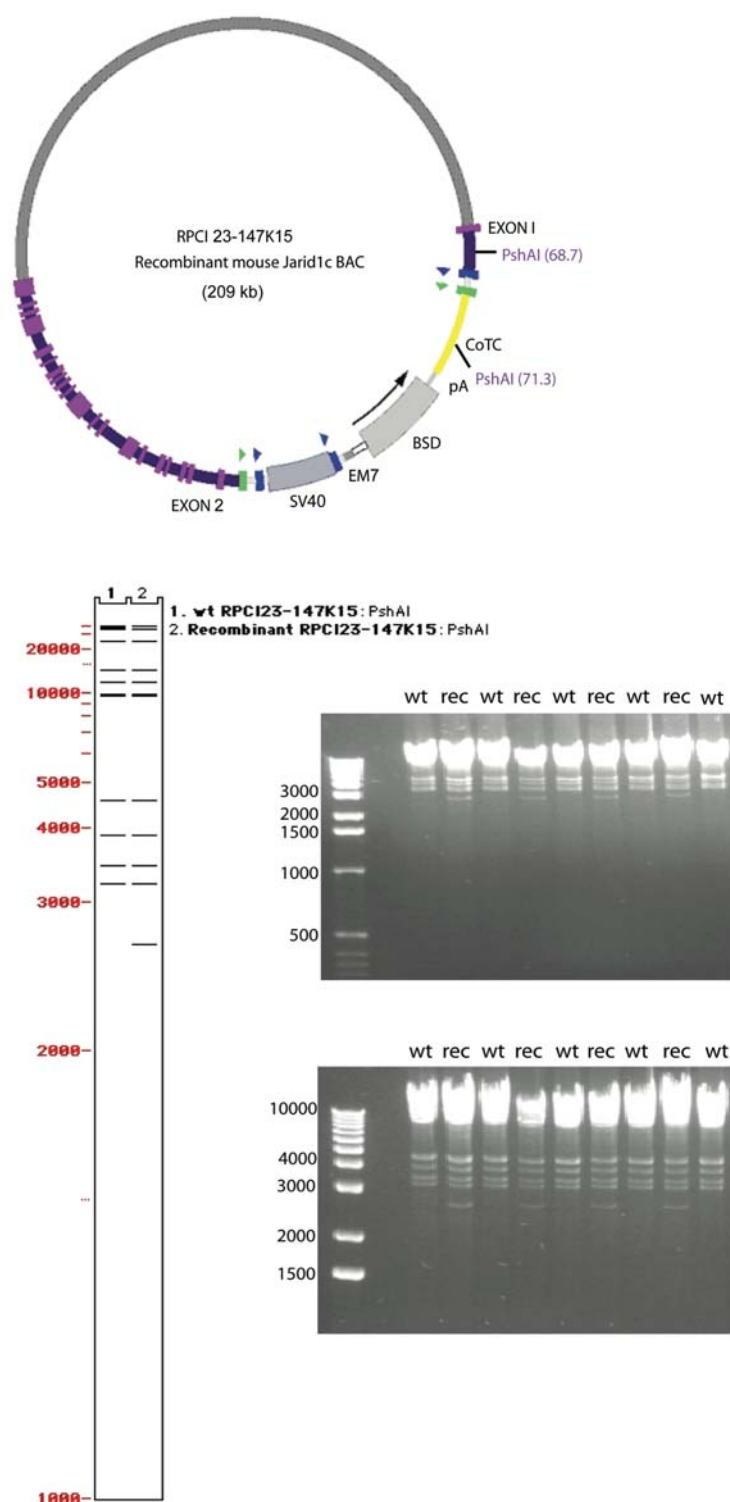 EXON I
RPCI 23-147K15
PshAI (68.7)
Recombinant mouse Jarid1c BAC
(209 kb)
CoTC
PshAI (71.3)
pA
BSD
EM7
SV40
EXON 2
1 2
1. wt RPCI23-147K15: PshAI
2. Recombinant RPCI23-147K15: PshAI
20000
10000
5000
4000
3000
2000
1000
wt rec wt rec wt rec wt rec wt
3000
2000
1500
1000
500
wt rec wt rec wt rec wt rec wt
10000
4000
3000
2000
1500